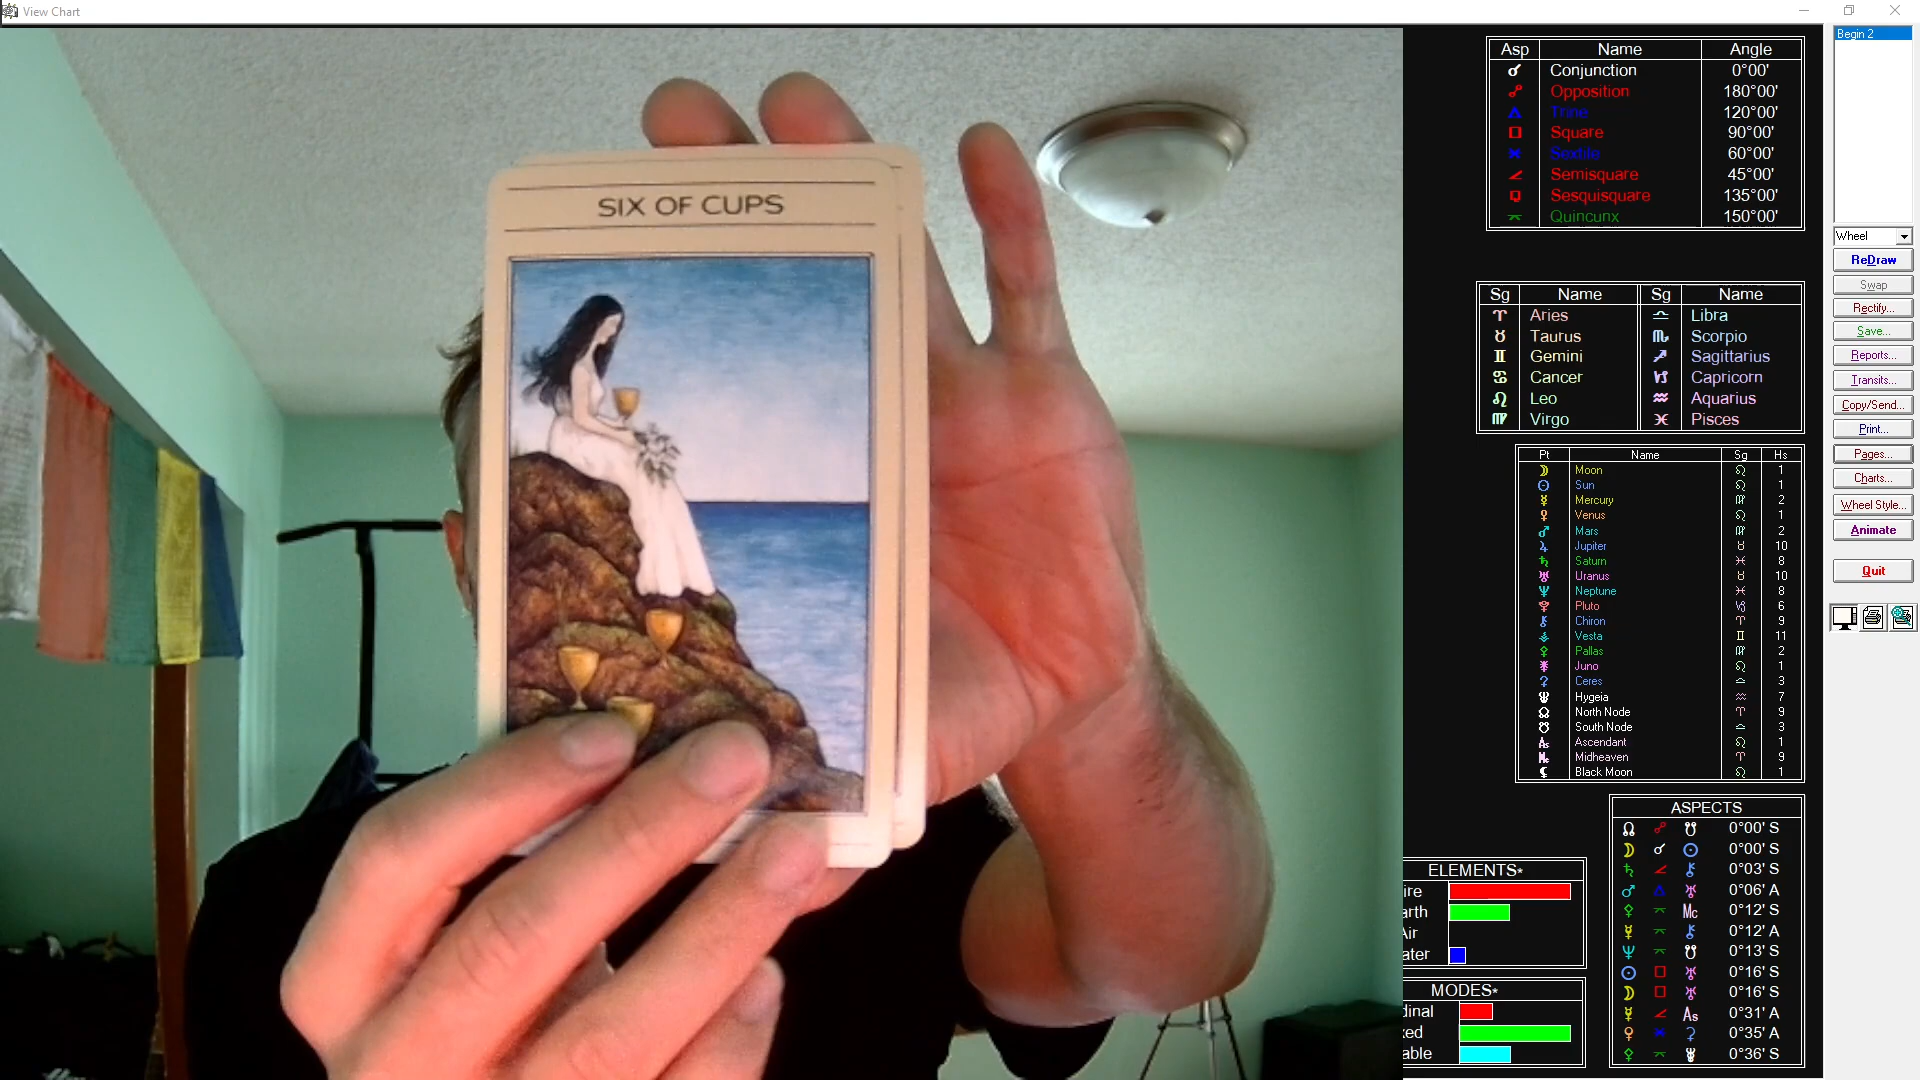 View Chart
SIX OF CUPS
Asp Name Angle
Conjunction 0°00'
Opposition 180°00'
Trine 120°00'
Square 90°00'
Sextile 60°00'
Semisquare 45°00'
Sesquisquare 135°00'
Quincunx 150°00'
Sg Name Sg Name
Aries Libra
Taurus Scorpio
Gemini Sagittarius
Cancer Capricorn
Leo Aquarius
Virgo Pisces
Pt Name Sg Hs
Moon 1
Sun 1
Mercury 2
Venus 1
Mars 2
Jupiter 10
Saturn 8
Uranus 10
Neptune 8
Pluto 6
Chiron 9
Vesta 11
Pallas 2
Juno 1
Ceres 3
Hygeia 7
North Node 9
South Node 3
As Ascendant 1
Mc Midheaven 9
Black Moon 1
ASPECTS
0°00' S
0°00' S
0°03' S
0°06' A
Mc 0°12' S
0°12' A
0°13' S
0°16' S
0°16' S
As 0°31' A
0°35' A
0°36' S
ELEMENTS*
ire
arth
Air
ater
MODES*
dinal
xed
able
Begin 2
Wheel
ReDraw
Swap
Rectify...
Save...
Reports...
Transits...
Copy/Send...
Print...
Pages...
Charts...
Wheel Style...
Animate
Quit